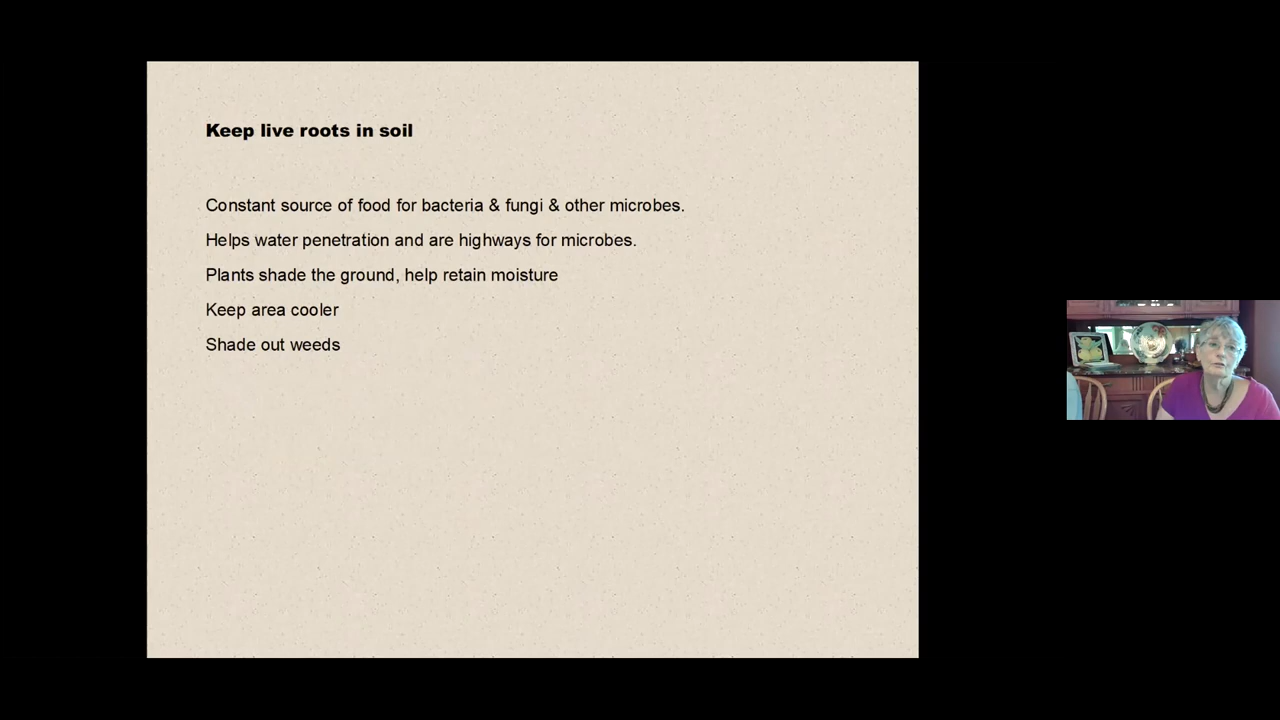 Keep live roots in soil
Constant source of food for bacteria & fungi & other microbes.
Helps water penetration and are highways for microbes.
Plants shade the ground, help retain moisture
Keep area cooler
Shade out weeds